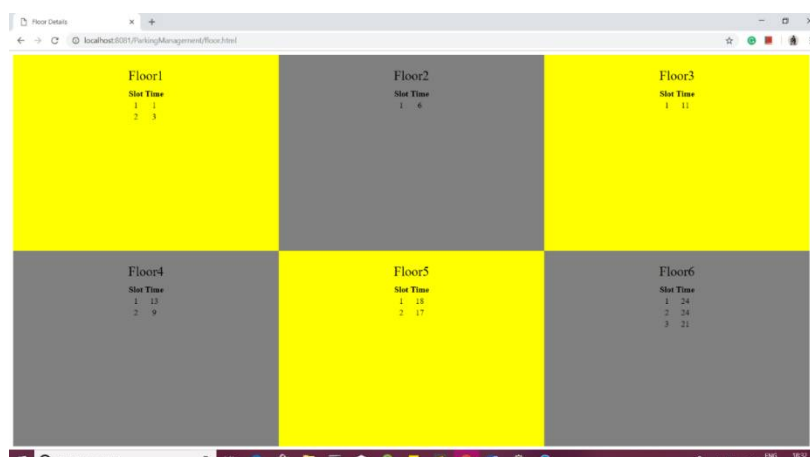 Floor Details
localhost:8081/ParkingManagement/floor.html
Floor1
Slot Time
1 1
2 3
Floor2
Slot Time
1 6
Floor3
Slot Time
1 11
Floor4
Slot Time
1 13
2 9
Floor5
Slot Time
1 18
2 17
Floor6
Slot Time
1 24
2 24
3 21
ENG